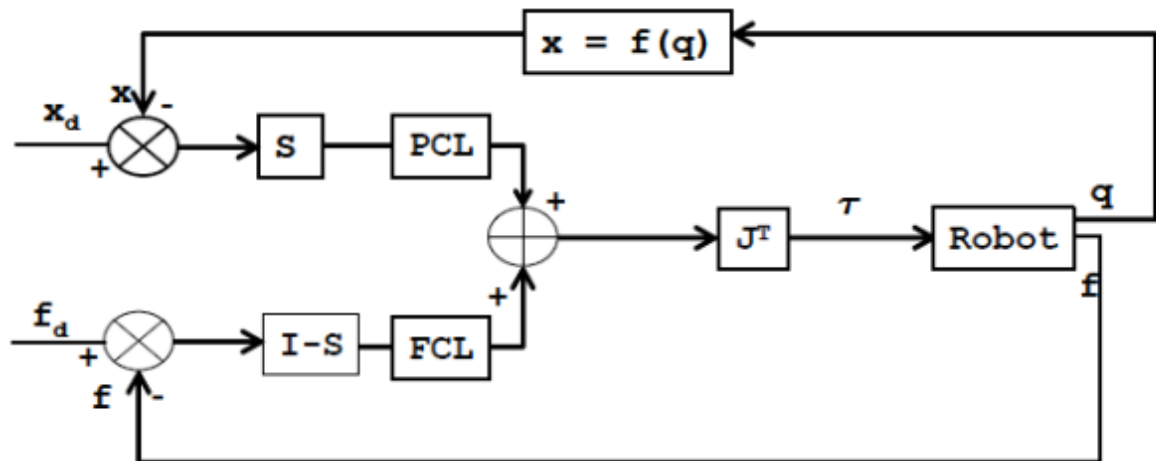 x = f(q)
x -
x_d
+
S
PCL
+
J^T
τ
Robot
q
f
f_d
+
I-S
FCL
+
f -